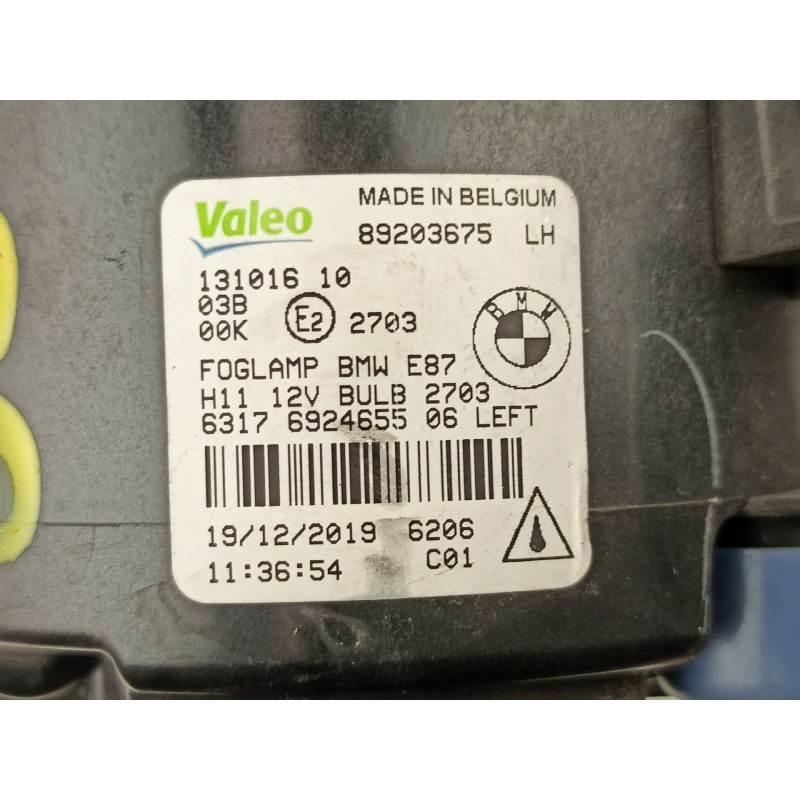 Valeo MADE IN BELGIUM
89203675 LH
131016 10
03B
00K E2 2703
BMW
FOGLAMP BMW E87
H11 12V BULB 2703
6317 6924655 06 LEFT
19/12/2019 6206
11:36:54 C01